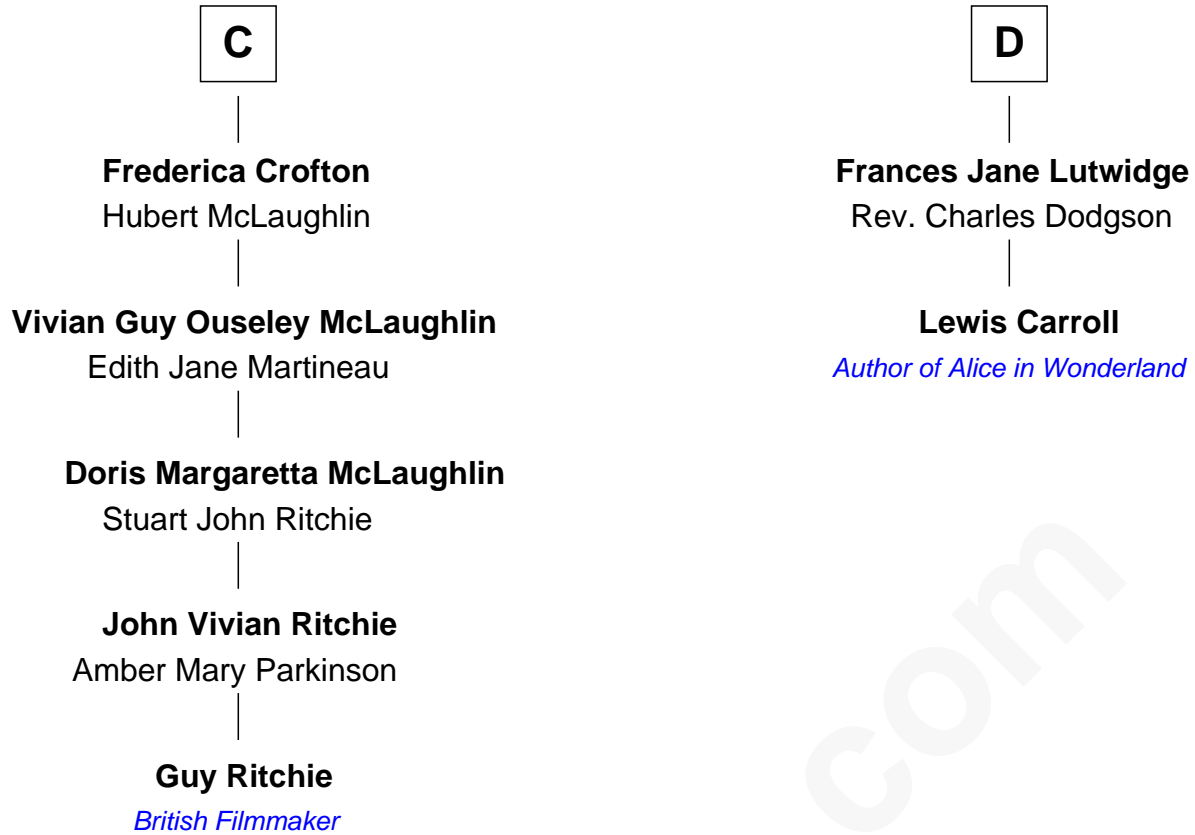 C
Frederica Crofton
Hubert McLaughlin
Vivian Guy Ouseley McLaughlin
Edith Jane Martineau
Doris Margaretta McLaughlin
Stuart John Ritchie
John Vivian Ritchie
Amber Mary Parkinson
Guy Ritchie
British Filmmaker
D
Frances Jane Lutwidge
Rev. Charles Dodgson
Lewis Carroll
Author of Alice in Wonderland
com